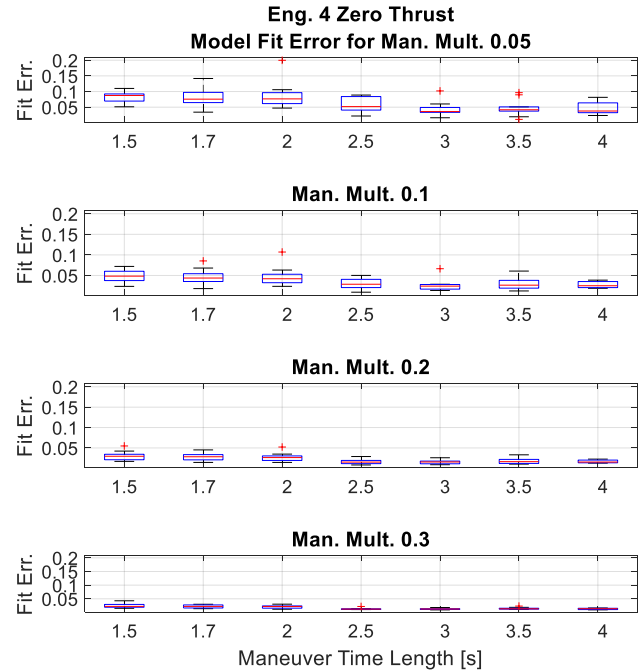 Eng. 4 Zero Thrust
Model Fit Error for Man. Mult. 0.05
Fit Err.
0.2
0.15
0.1
0.05
1.5 1.7 2 2.5 3 3.5 4
Man. Mult. 0.1
Fit Err.
0.2
0.15
0.1
0.05
1.5 1.7 2 2.5 3 3.5 4
Man. Mult. 0.2
Fit Err.
0.2
0.15
0.1
0.05
1.5 1.7 2 2.5 3 3.5 4
Man. Mult. 0.3
Fit Err.
0.2
0.15
0.1
0.05
1.5 1.7 2 2.5 3 3.5 4
Maneuver Time Length [s]